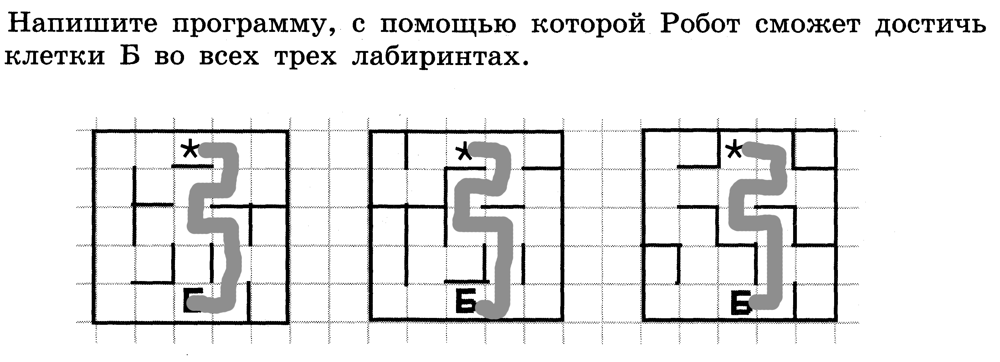 Напишите программу, с помощью которой Робот сможет достичь
клетки Б во всех трех лабиринтах.
* * *
Б Б Б